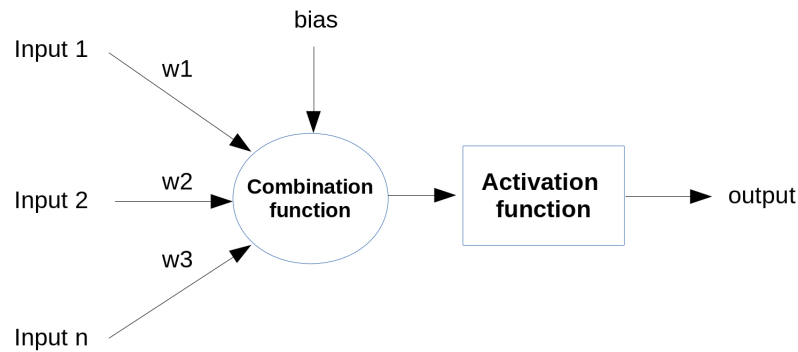 bias
Input 1
w1
Input 2
w2
Combination
function
Activation
function
output
w3
Input n